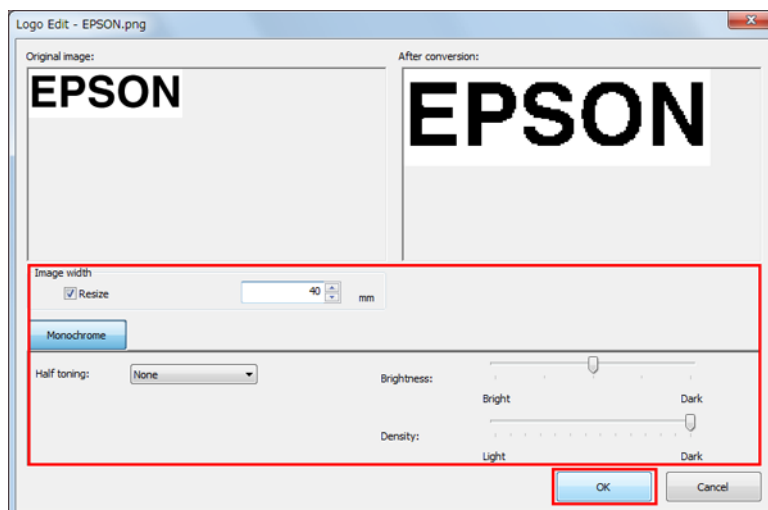 Logo Edit - EPSON.png
Original image:
After conversion:
EPSON
EPSON
Image width
Resize
40
mm
Monochrome
Half toning:
None
Brightness:
Bright
Dark
Density:
Light
Dark
OK
Cancel